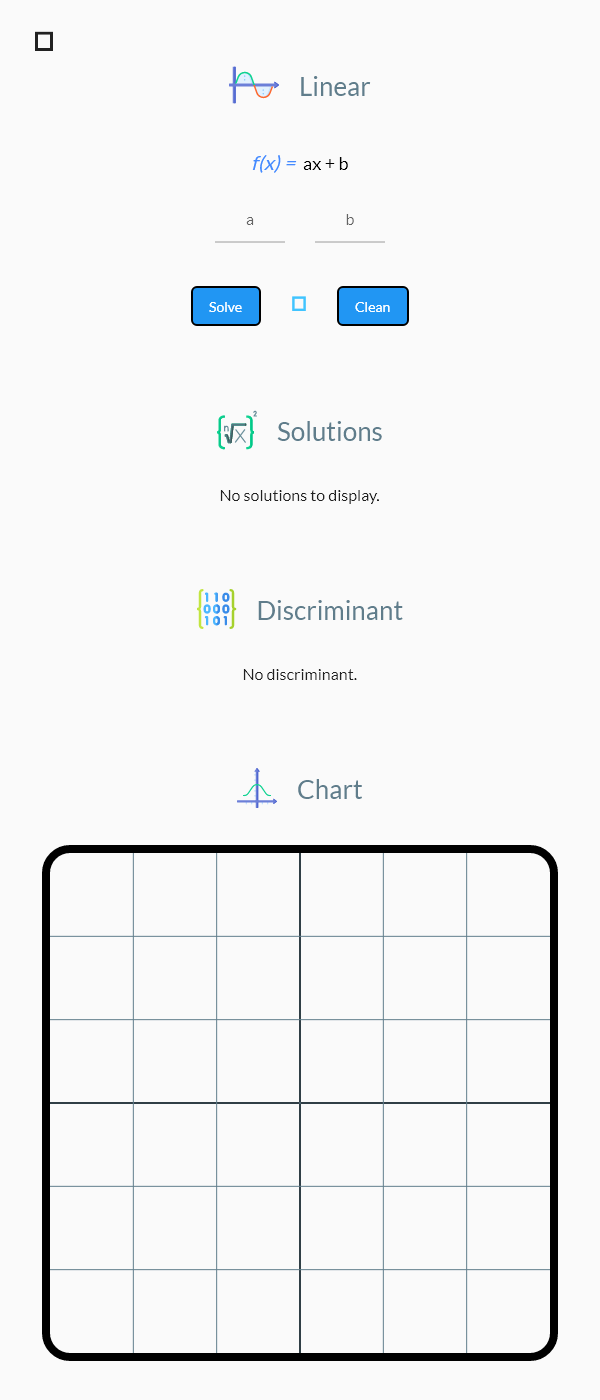 Linear
f(x) = ax + b
a b
Solve Clean
Solutions
No solutions to display.
Discriminant
No discriminant.
Chart